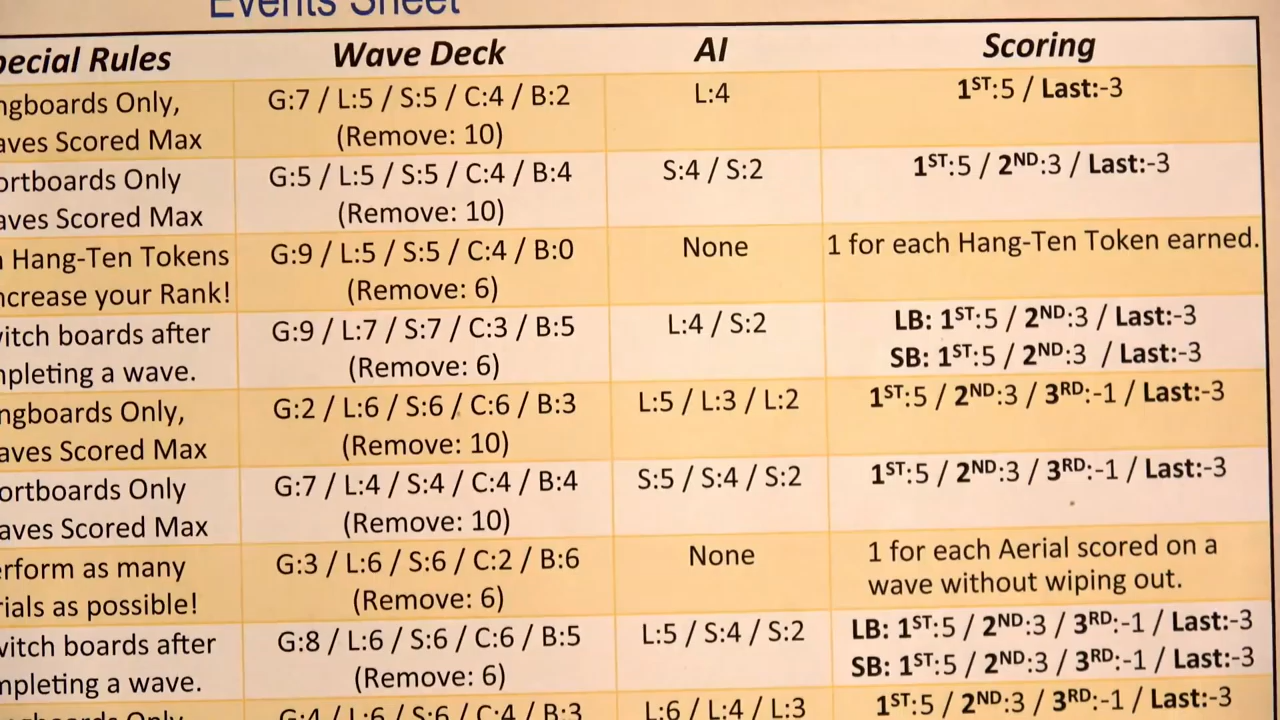 Events Sheet
pecial Rules Wave Deck AI Scoring
ngboards Only, G:7 / L:5 / S:5 / C:4 / B:2 L:4 1ST:5 / Last:-3
aves Scored Max (Remove: 10)
ortboards Only G:5 / L:5 / S:5 / C:4 / B:4 S:4 / S:2 1ST:5 / 2ND:3 / Last:-3
aves Scored Max (Remove: 10)
n Hang-Ten Tokens G:9 / L:5 / S:5 / C:4 / B:0 None 1 for each Hang-Ten Token earned.
ncrease your Rank! (Remove: 6)
witch boards after G:9 / L:7 / S:7 / C:3 / B:5 L:4 / S:2 LB: 1ST:5 / 2ND:3 / Last:-3
mpleting a wave. (Remove: 6) SB: 1ST:5 / 2ND:3 / Last:-3
ngboards Only, G:2 / L:6 / S:6 / C:6 / B:3 L:5 / L:3 / L:2 1ST:5 / 2ND:3 / 3RD:-1 / Last:-3
aves Scored Max (Remove: 10)
ortboards Only G:7 / L:4 / S:4 / C:4 / B:4 S:5 / S:4 / S:2 1ST:5 / 2ND:3 / 3RD:-1 / Last:-3
aves Scored Max (Remove: 10)
erform as many G:3 / L:6 / S:6 / C:2 / B:6 None 1 for each Aerial scored on a
rials as possible! (Remove: 6) wave without wiping out.
witch boards after G:8 / L:6 / S:6 / C:6 / B:5 L:5 / S:4 / S:2 LB: 1ST:5 / 2ND:3 / 3RD:-1 / Last:-3
mpleting a wave. (Remove: 6) SB: 1ST:5 / 2ND:3 / 3RD:-1 / Last:-3
ngboards Only G:4 / L:6 / S:6 / C:4 / B:3 L:6 / L:4 / L:3 1ST:5 / 2ND:3 / 3RD:-1 / Last:-3